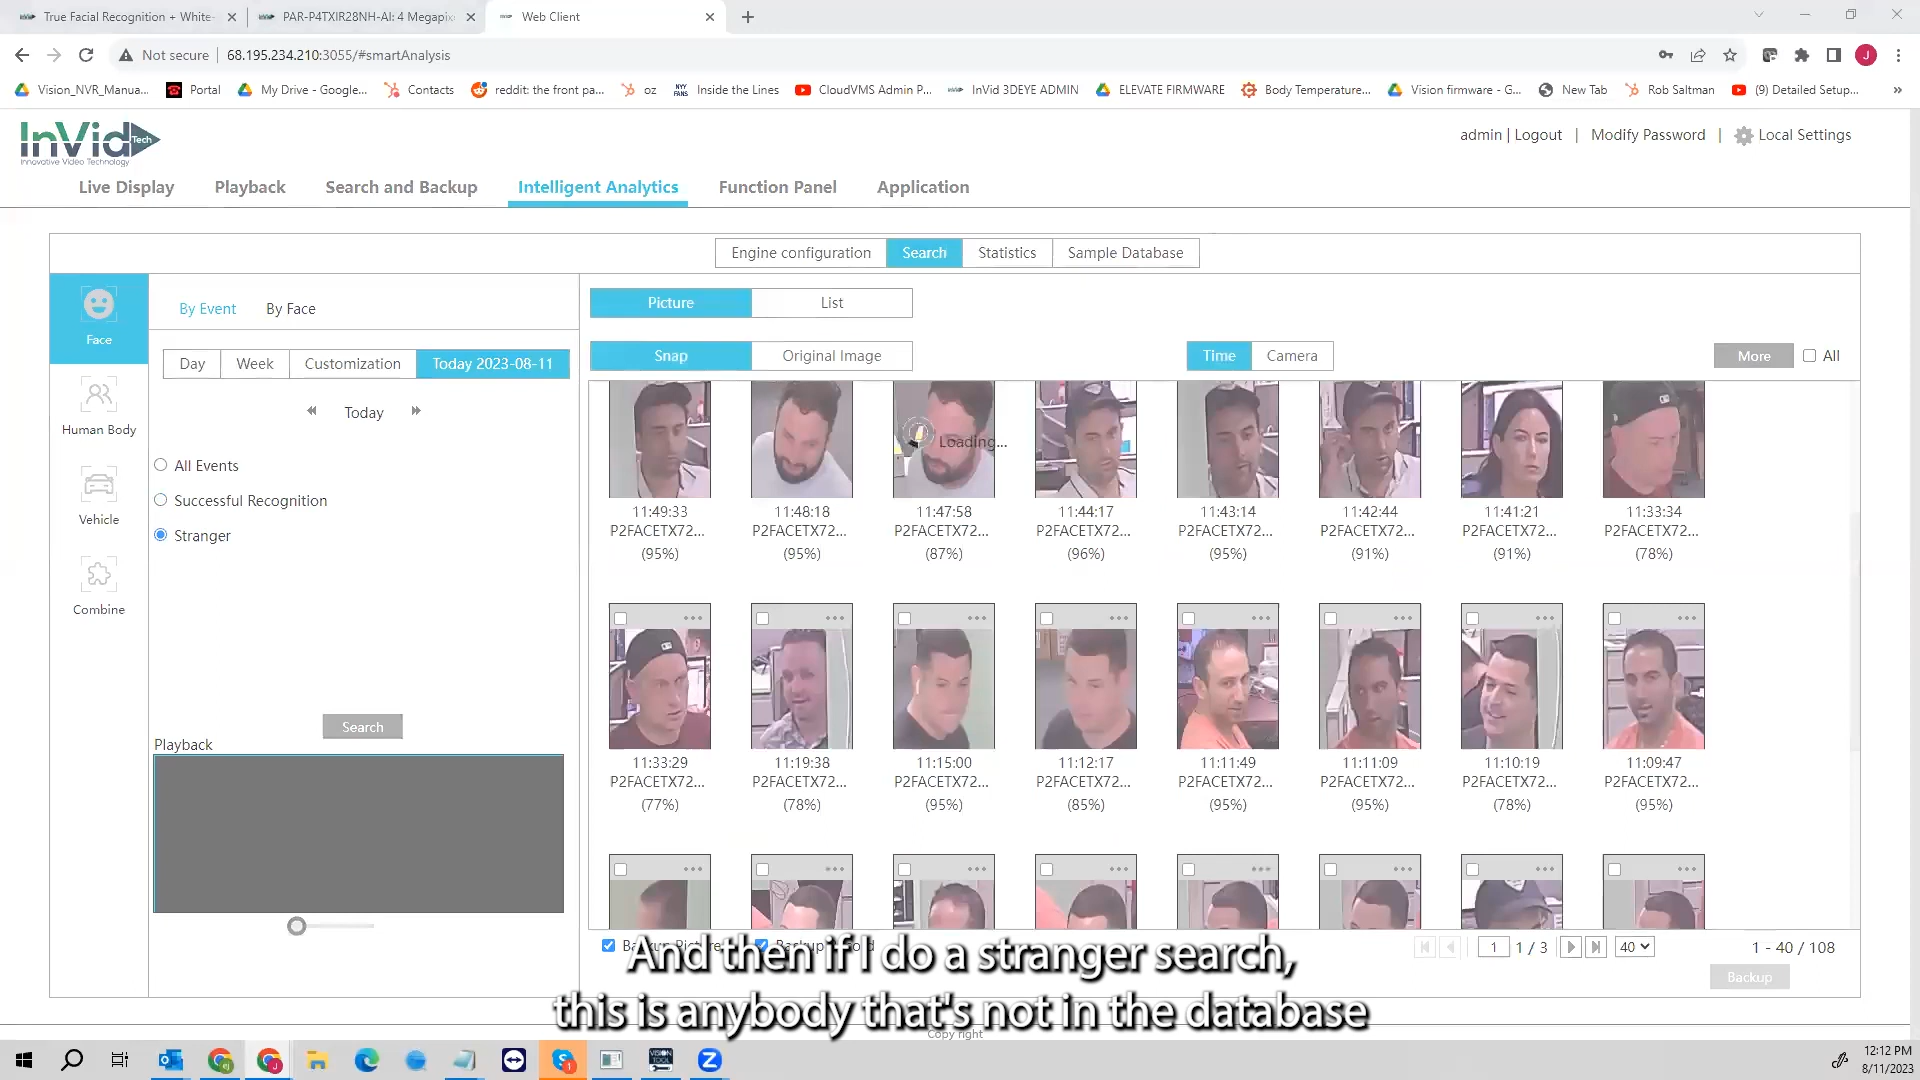 True Facial Recognition + White-
PAR-P4TXIR28NH-AI: 4 Megapix
Web Client
Not secure
68.195.234.210:3055/#smartAnalysis
Vision_NVR_Manua...
Portal
My Drive - Google...
Contacts
reddit: the front pa...
oz
Inside the Lines
CloudVMS Admin P...
InVid 3DEYE ADMIN
ELEVATE FIRMWARE
Body Temperature...
Vision firmware - G...
New Tab
Rob Saltman
(9) Detailed Setup...
InVid Tech
Innovative Video Technology
admin | Logout | Modify Password | Local Settings
Live Display
Playback
Search and Backup
Intelligent Analytics
Function Panel
Application
Engine configuration
Search
Statistics
Sample Database
Face
Human Body
Vehicle
Combine
By Event
By Face
Day
Week
Customization
Today 2023-08-11
Today
All Events
Successful Recognition
Stranger
Search
Playback
Picture
List
Snap
Original Image
Time
Camera
More
All
Loading...
11:49:33 11:48:18 11:47:58 11:44:17 11:43:14 11:42:44 11:41:21 11:33:34
P2FACETX72... P2FACETX72... P2FACETX72... P2FACETX72... P2FACETX72... P2FACETX72... P2FACETX72... P2FACETX72...
(95%) (95%) (87%) (96%) (95%) (91%) (91%) (78%)
11:33:29 11:19:38 11:15:00 11:12:17 11:11:49 11:11:09 11:10:19 11:09:47
P2FACETX72... P2FACETX72... P2FACETX72... P2FACETX72... P2FACETX72... P2FACETX72... P2FACETX72... P2FACETX72...
(77%) (78%) (95%) (85%) (95%) (95%) (78%) (95%)
Backup Picture
Backup Record
1
1 / 3
40
1 - 40 / 108
Backup
And then if I do a stranger search,
this is anybody that's not in the database
Copy right
12:12 PM
8/11/2023